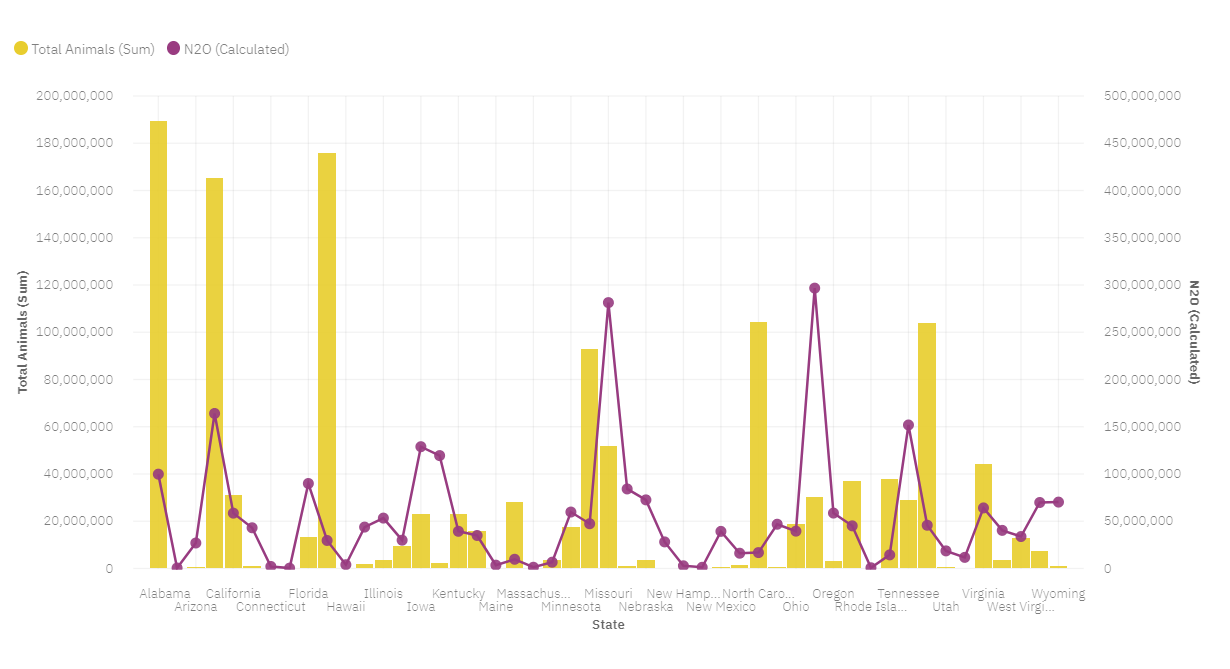 Total Animals (Sum) N2O (Calculated)
200,000,000 500,000,000
180,000,000 450,000,000
160,000,000 400,000,000
140,000,000 350,000,000
120,000,000 300,000,000
100,000,000 250,000,000
80,000,000 200,000,000
60,000,000 150,000,000
40,000,000 100,000,000
20,000,000 50,000,000
0 0
Total Animals (Sum)
N2O (Calculated)
Alabama California Florida Illinois Kentucky Massachus... Missouri New Hamp... North Caro... Oregon Tennessee Virginia Wyoming
Arizona Connecticut Hawaii Iowa Maine Minnesota Nebraska New Mexico Ohio Rhode Isla... Utah West Virgi...
State